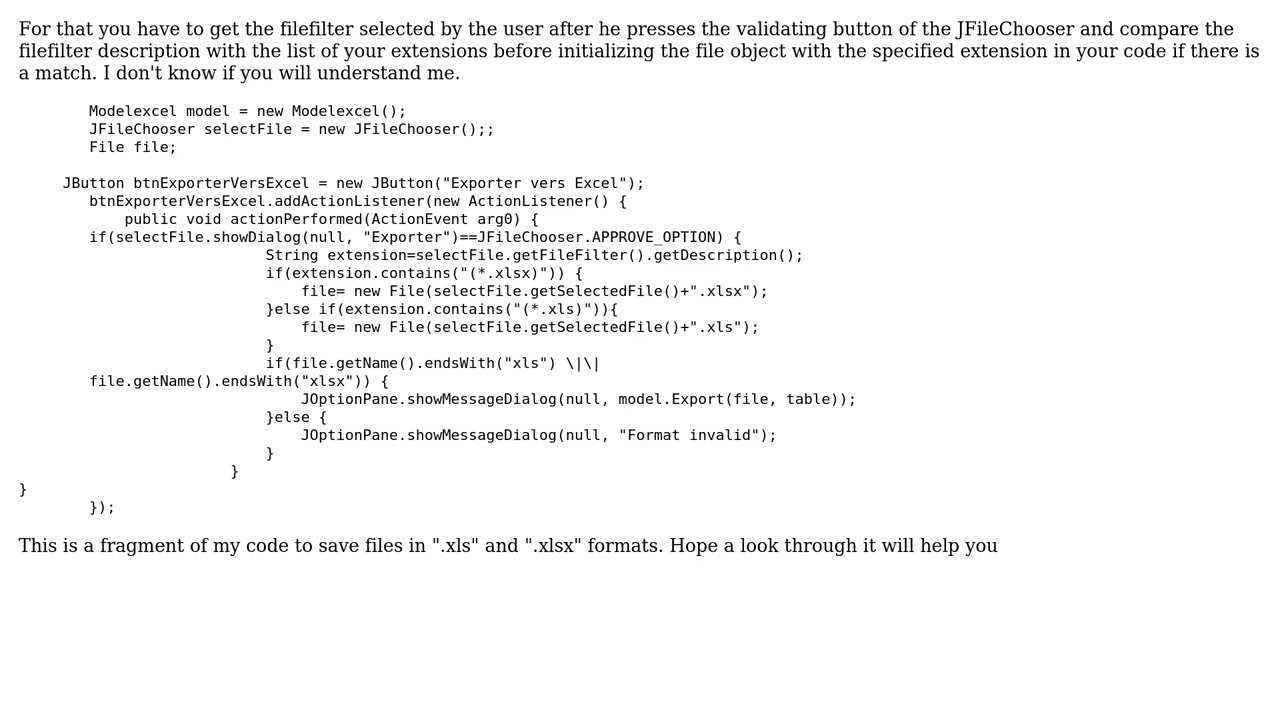 For that you have to get the filefilter selected by the user after he presses the validating button of the JFileChooser and compare the
filefilter description with the list of your extensions before initializing the file object with the specified extension in your code if there is
a match. I don't know if you will understand me.
        Modelexcel model = new Modelexcel();
        JFileChooser selectFile = new JFileChooser();;
        File file;
     JButton btnExporterVersExcel = new JButton("Exporter vers Excel");
        btnExporterVersExcel.addActionListener(new ActionListener() {
            public void actionPerformed(ActionEvent arg0) {
        if(selectFile.showDialog(null, "Exporter")==JFileChooser.APPROVE_OPTION) {
                            String extension=selectFile.getFileFilter().getDescription();
                            if(extension.contains("(*.xlsx)")) {
                                file= new File(selectFile.getSelectedFile()+".xlsx");
                            }else if(extension.contains("(*.xls)")){
                                file= new File(selectFile.getSelectedFile()+".xls");
                            }
                            if(file.getName().endsWith("xls") \|\|
        file.getName().endsWith("xlsx")) {
                                JOptionPane.showMessageDialog(null, model.Export(file, table));
                            }else {
                                JOptionPane.showMessageDialog(null, "Format invalid");
                            }
                        }
}
        });
This is a fragment of my code to save files in ".xls" and ".xlsx" formats. Hope a look through it will help you